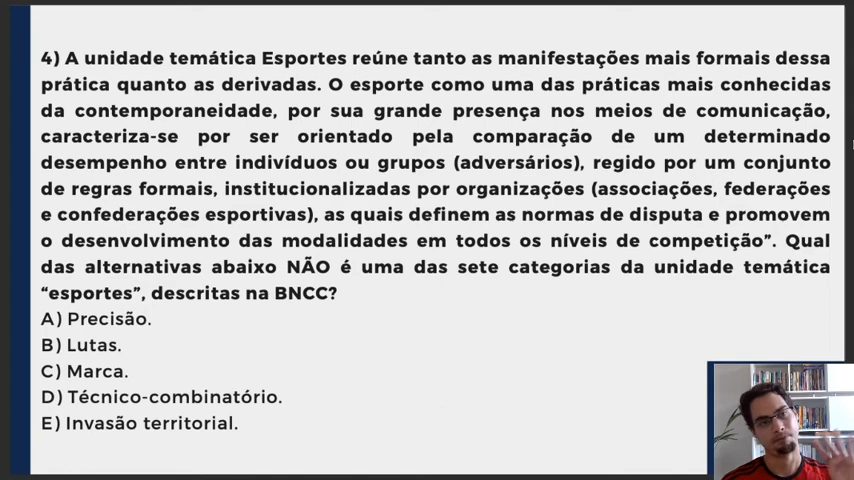 4) A unidade temática Esportes reúne tanto as manifestações mais formais dessa
prática quanto as derivadas. O esporte como uma das práticas mais conhecidas
da contemporaneidade, por sua grande presença nos meios de comunicação,
caracteriza-se por ser orientado pela comparação de um determinado
desempenho entre indivíduos ou grupos (adversários), regido por um conjunto
de regras formais, institucionalizadas por organizações (associações, federações
e confederações esportivas), as quais definem as normas de disputa e promovem
o desenvolvimento das modalidades em todos os níveis de competição”. Qual
das alternativas abaixo NÃO é uma das sete categorias da unidade temática
“esportes”, descritas na BNCC?
A) Precisão.
B) Lutas.
C) Marca.
D) Técnico-combinatório.
E) Invasão territorial.